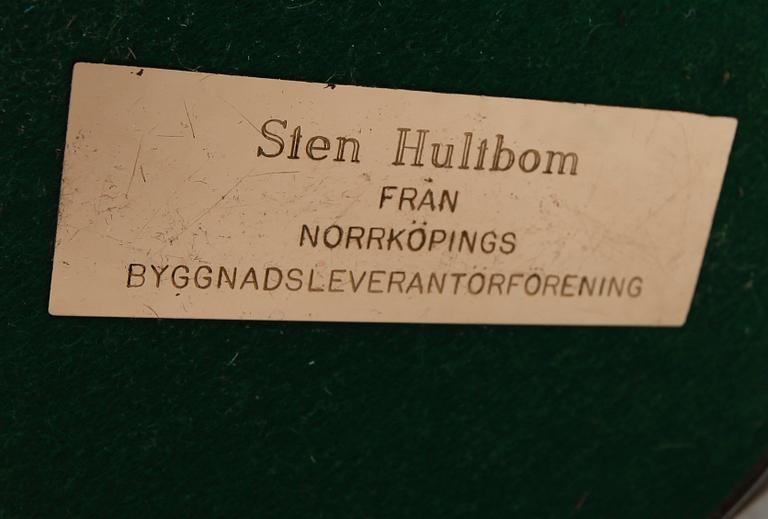 Sten Hultbom
FRÅN
NORRKÖPINGS
BYGGNADSLEVERANTÖRFÖRENING